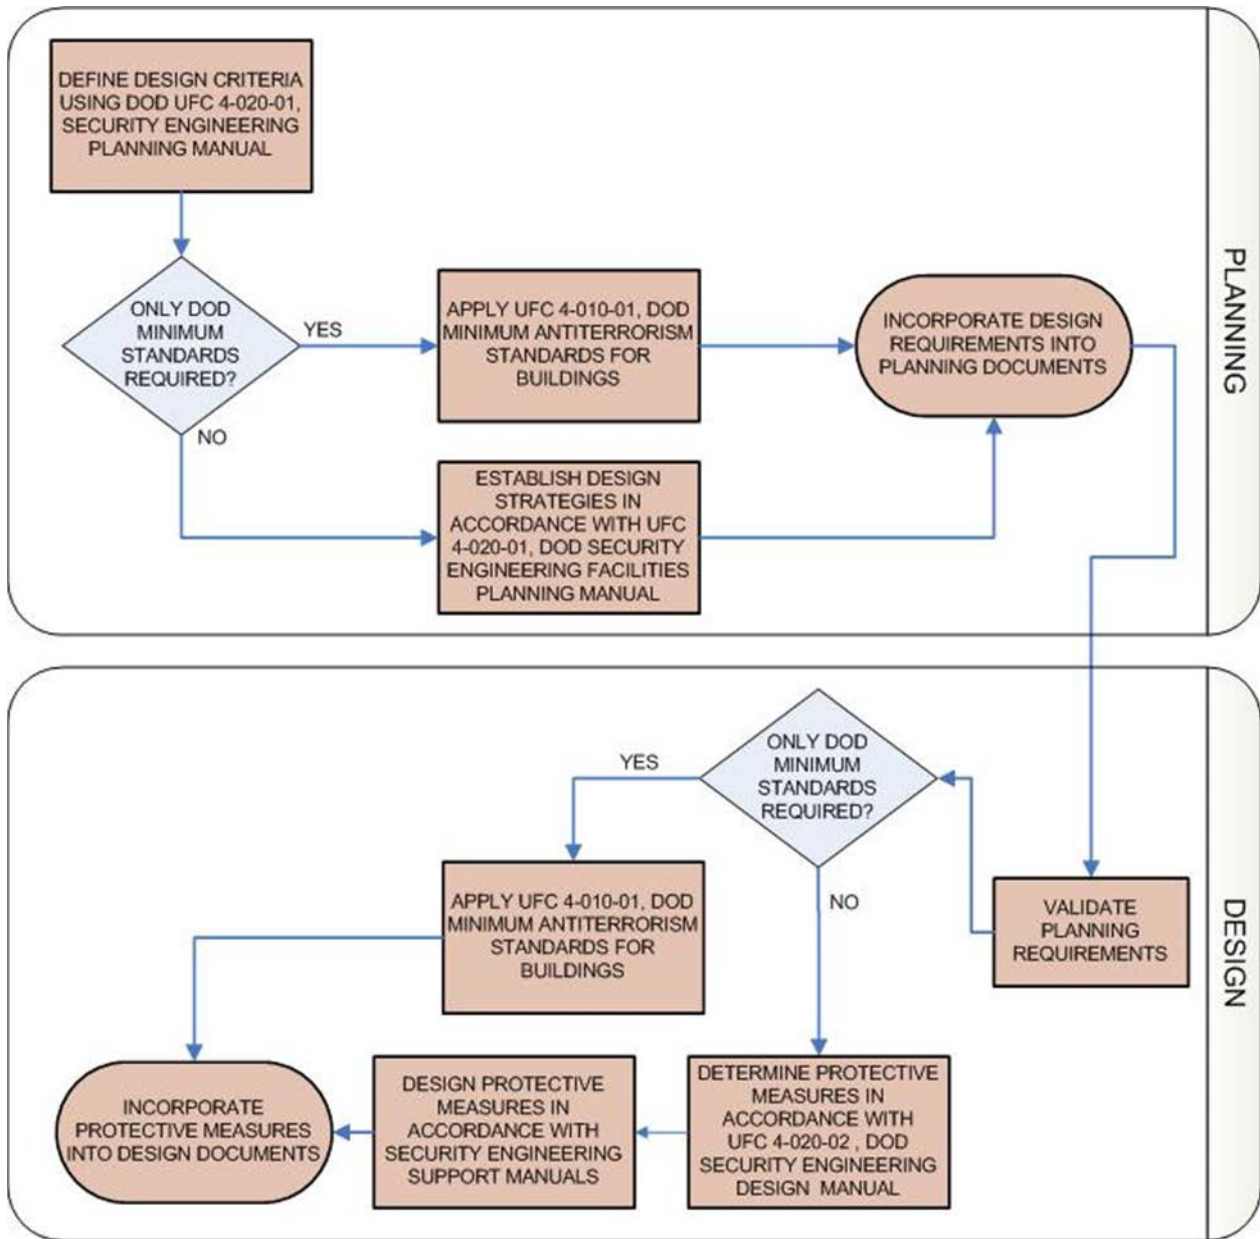 DEFINE DESIGN CRITERIA
USING DOD UFC 4-020-01,
SECURITY ENGINEERING
PLANNING MANUAL
ONLY DOD
MINIMUM
STANDARDS
REQUIRED?
YES
NO
APPLY UFC 4-010-01, DOD
MINIMUM ANTITERRORISM
STANDARDS FOR
BUILDINGS
INCORPORATE DESIGN
REQUIREMENTS INTO
PLANNING DOCUMENTS
ESTABLISH DESIGN
STRATEGIES IN
ACCORDANCE WITH UFC
4-020-01, DOD SECURITY
ENGINEERING FACILITIES
PLANNING MANUAL
PLANNING
ONLY DOD
MINIMUM
STANDARDS
REQUIRED?
YES
NO
APPLY UFC 4-010-01, DOD
MINIMUM ANTITERRORISM
STANDARDS FOR
BUILDINGS
VALIDATE
PLANNING
REQUIREMENTS
INCORPORATE
PROTECTIVE MEASURES
INTO DESIGN DOCUMENTS
DESIGN PROTECTIVE
MEASURES IN
ACCORDANCE WITH
SECURITY ENGINEERING
SUPPORT MANUALS
DETERMINE PROTECTIVE
MEASURES IN
ACCORDANCE WITH
UFC 4-020-02 , DOD
SECURITY ENGINEERING
DESIGN MANUAL
DESIGN